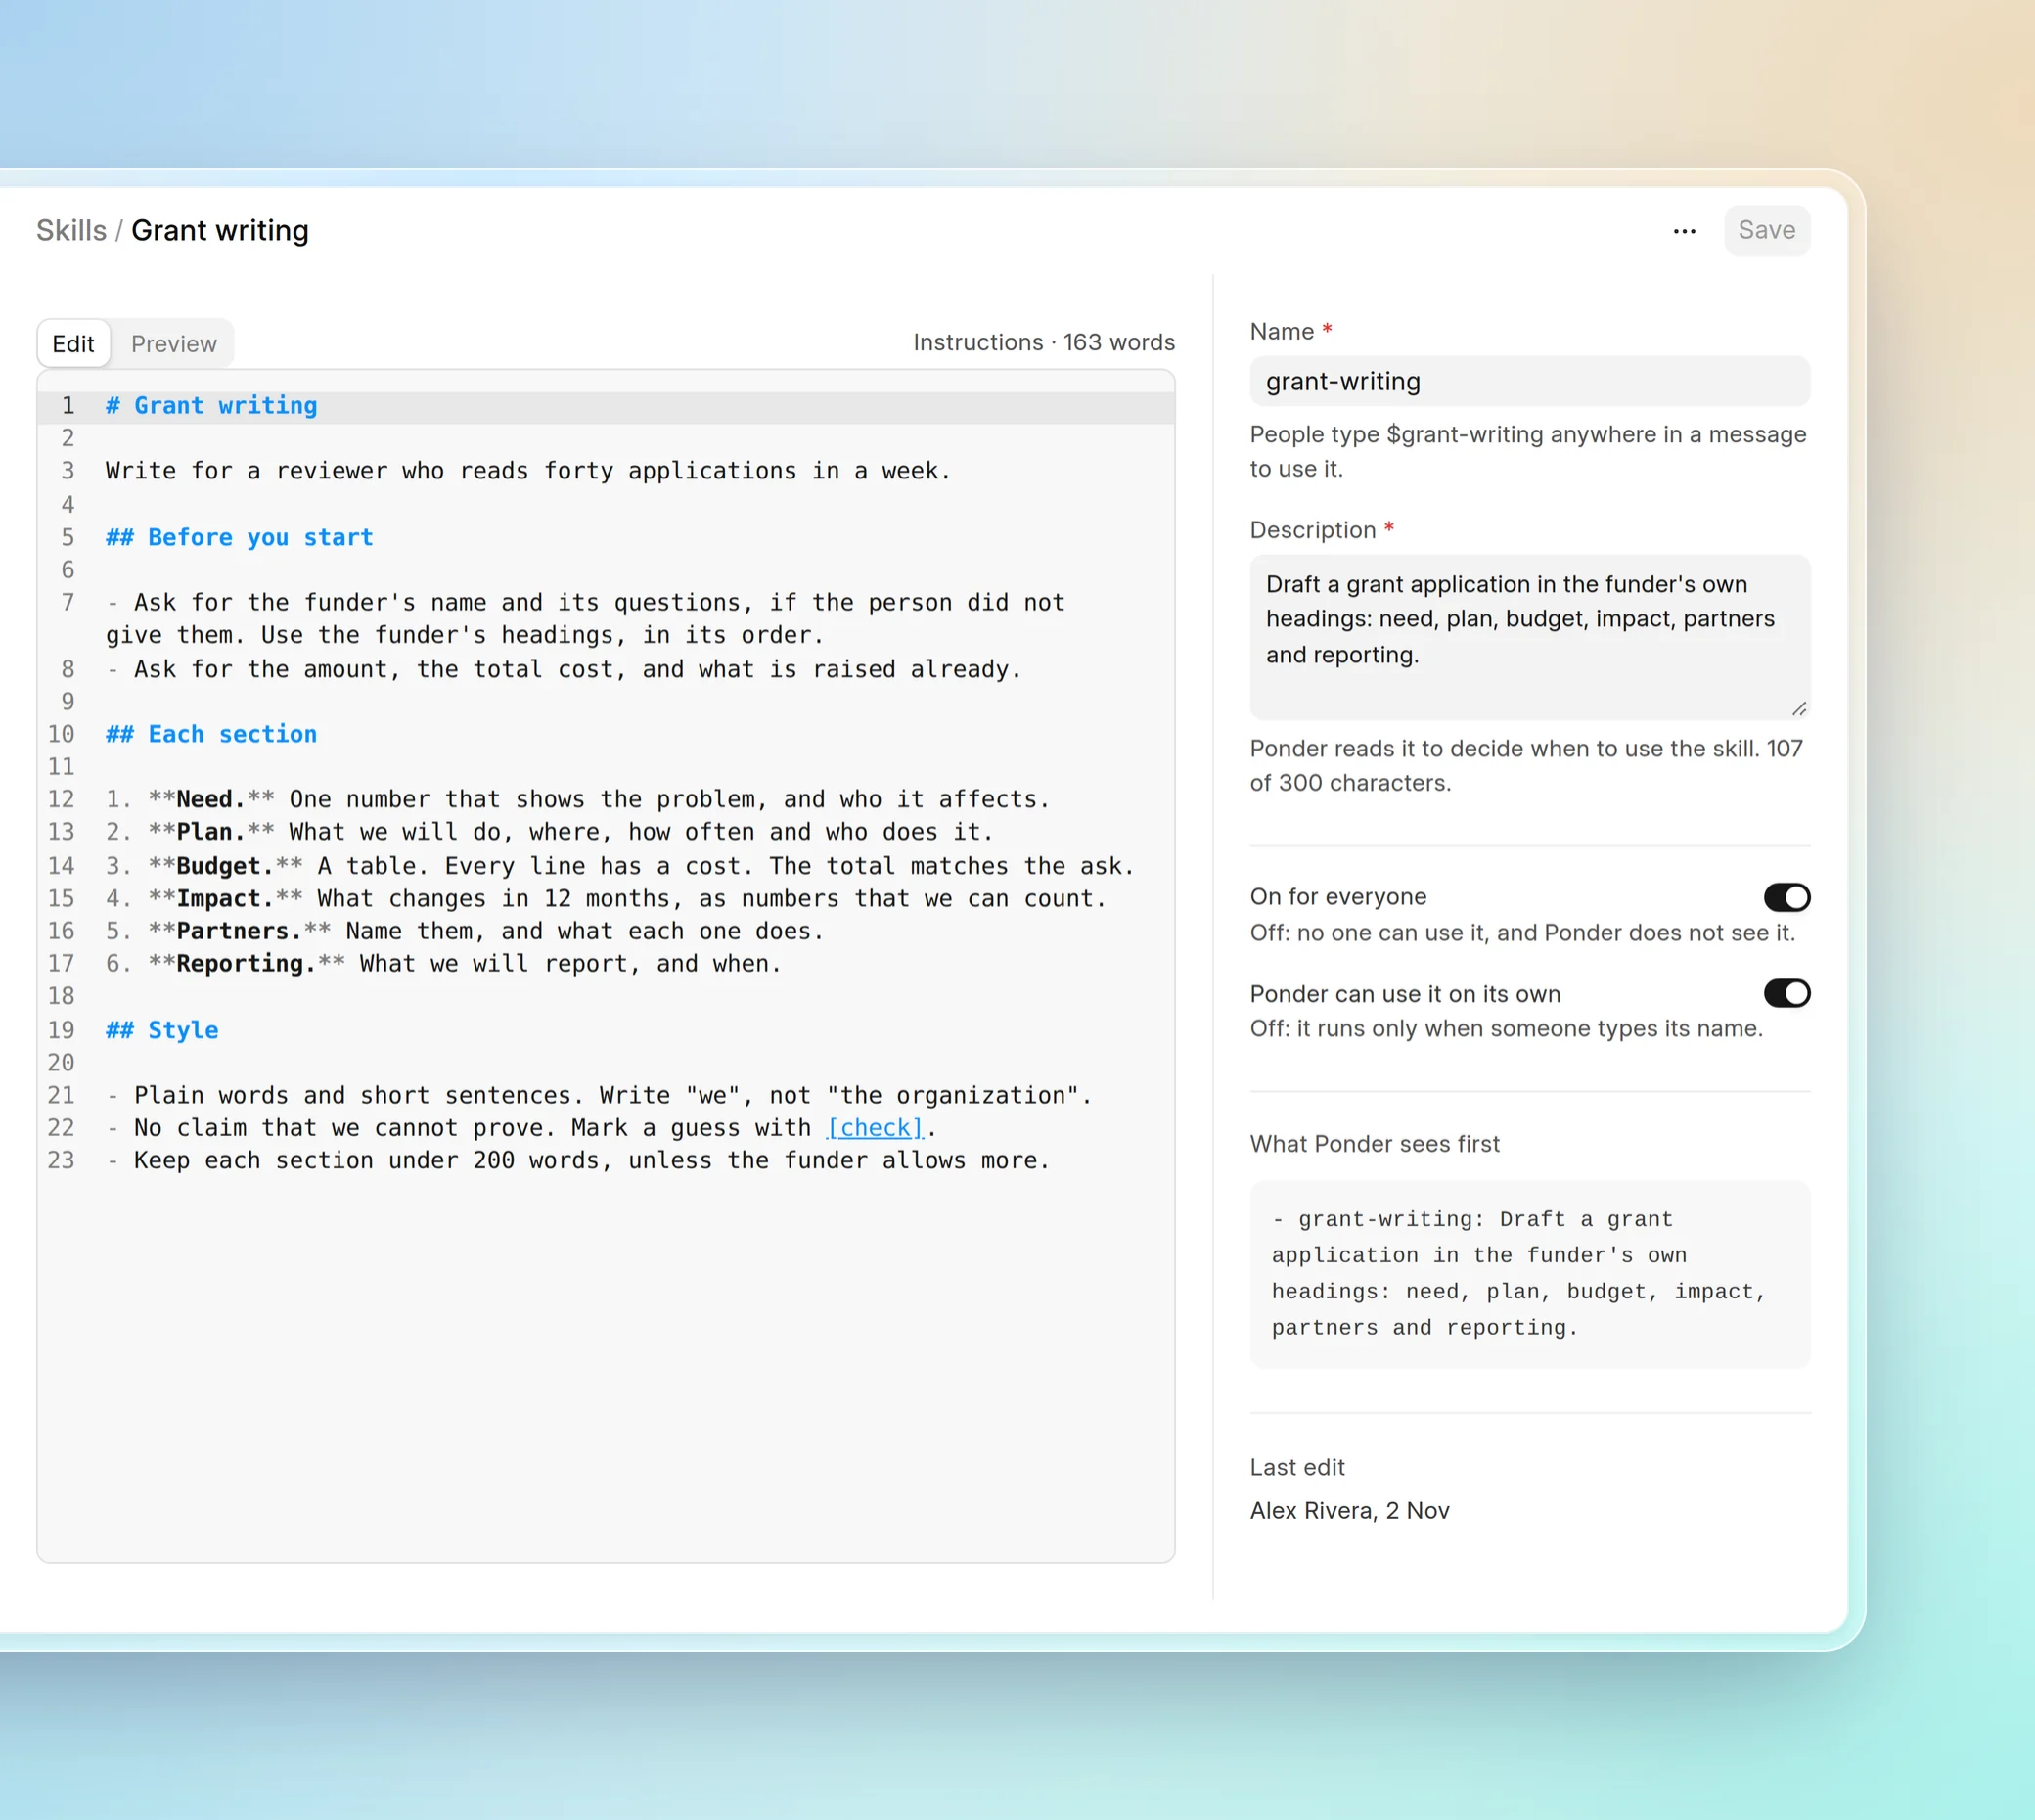 Skills / Grant writing
Save
Edit
Preview
Instructions · 163 words
1 # Grant writing
2
3 Write for a reviewer who reads forty applications in a week.
4
5 ## Before you start
6
7 - Ask for the funder's name and its questions, if the person did not
give them. Use the funder's headings, in its order.
8 - Ask for the amount, the total cost, and what is raised already.
9
10 ## Each section
11
12 1. **Need.** One number that shows the problem, and who it affects.
13 2. **Plan.** What we will do, where, how often and who does it.
14 3. **Budget.** A table. Every line has a cost. The total matches the ask.
15 4. **Impact.** What changes in 12 months, as numbers that we can count.
16 5. **Partners.** Name them, and what each one does.
17 6. **Reporting.** What we will report, and when.
18
19 ## Style
20
21 - Plain words and short sentences. Write "we", not "the organization".
22 - No claim that we cannot prove. Mark a guess with [check].
23 - Keep each section under 200 words, unless the funder allows more.
Name *
grant-writing
People type $grant-writing anywhere in a message
to use it.
Description *
Draft a grant application in the funder's own
headings: need, plan, budget, impact, partners
and reporting.
Ponder reads it to decide when to use the skill. 107
of 300 characters.
On for everyone
Off: no one can use it, and Ponder does not see it.
Ponder can use it on its own
Off: it runs only when someone types its name.
What Ponder sees first
- grant-writing: Draft a grant
application in the funder's own
headings: need, plan, budget, impact,
partners and reporting.
Last edit
Alex Rivera, 2 Nov